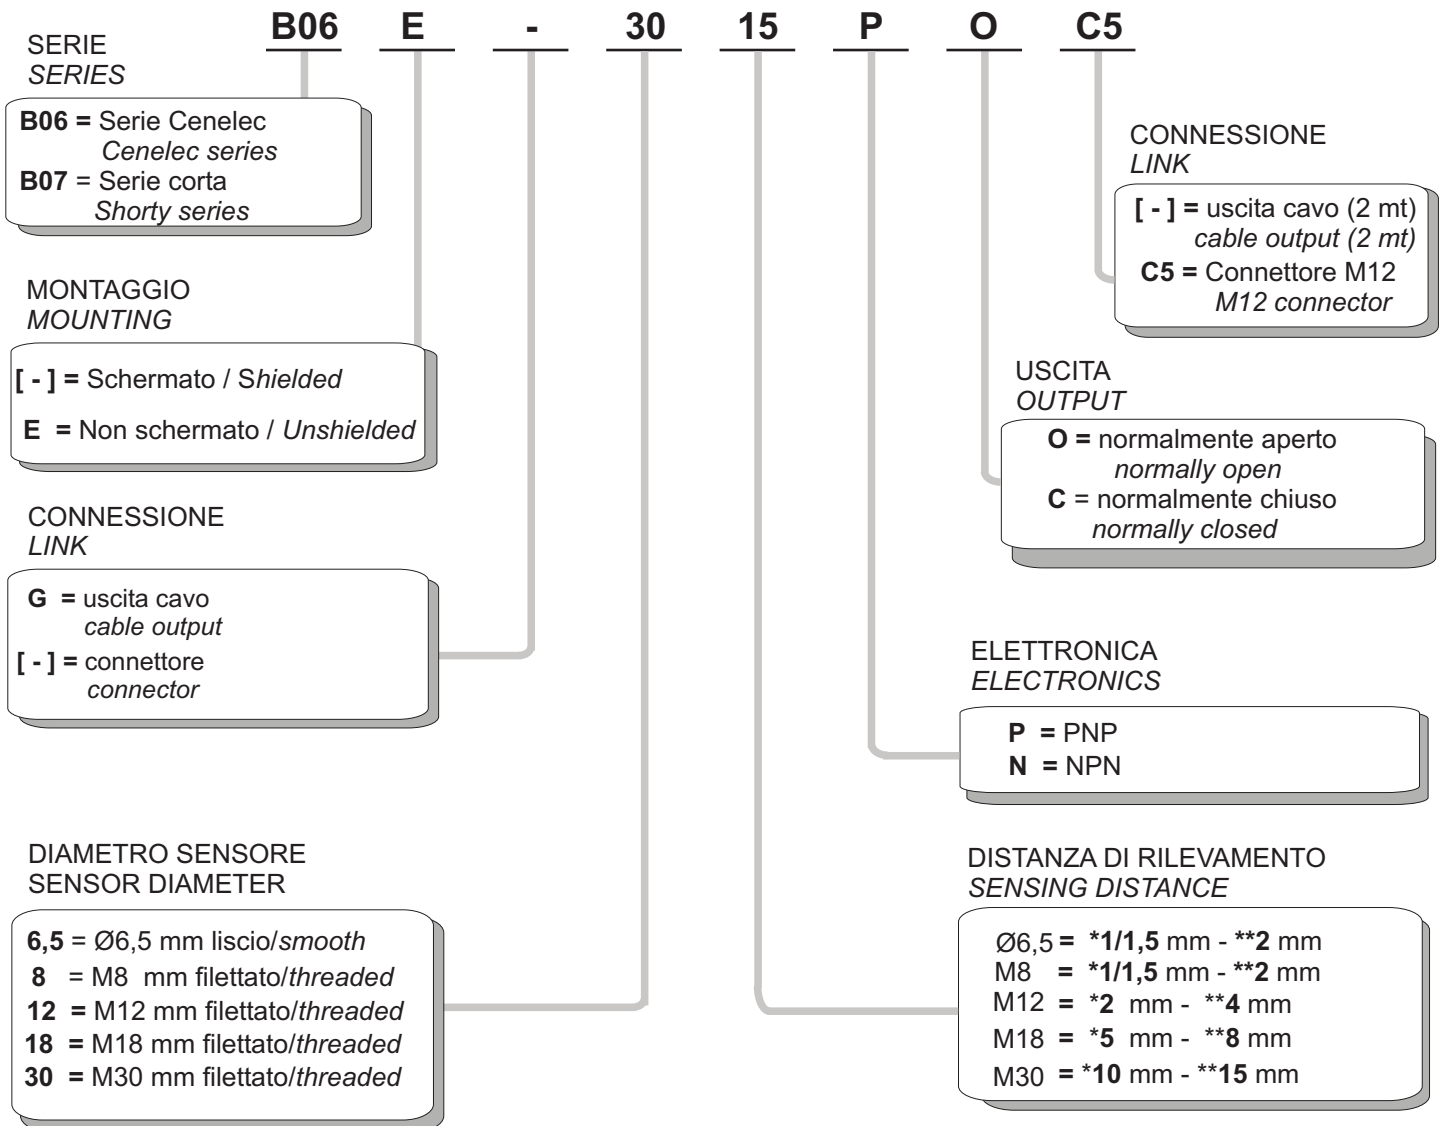 B06 E - 30 15 P O C5
SERIE
SERIES
B06 = Serie Cenelec
Cenelec series
B07 = Serie corta
Shorty series
MONTAGGIO
MOUNTING
[ - ] = Schermato / Shielded
E = Non schermato / Unshielded
CONNESSIONE
LINK
G = uscita cavo
cable output
[ - ] = connettore
connector
DIAMETRO SENSORE
SENSOR DIAMETER
6,5 = Ø6,5 mm liscio/smooth
8 = M8 mm filettato/threaded
12 = M12 mm filettato/threaded
18 = M18 mm filettato/threaded
30 = M30 mm filettato/threaded
CONNESSIONE
LINK
[ - ] = uscita cavo (2 mt)
cable output (2 mt)
C5 = Connettore M12
M12 connector
USCITA
OUTPUT
O = normalmente aperto
normally open
C = normalmente chiuso
normally closed
ELETTRONICA
ELECTRONICS
P = PNP
N = NPN
DISTANZA DI RILEVAMENTO
SENSING DISTANCE
Ø6,5 = *1/1,5 mm - **2 mm
M8 = *1/1,5 mm - **2 mm
M12 = *2 mm - **4 mm
M18 = *5 mm - **8 mm
M30 = *10 mm - **15 mm